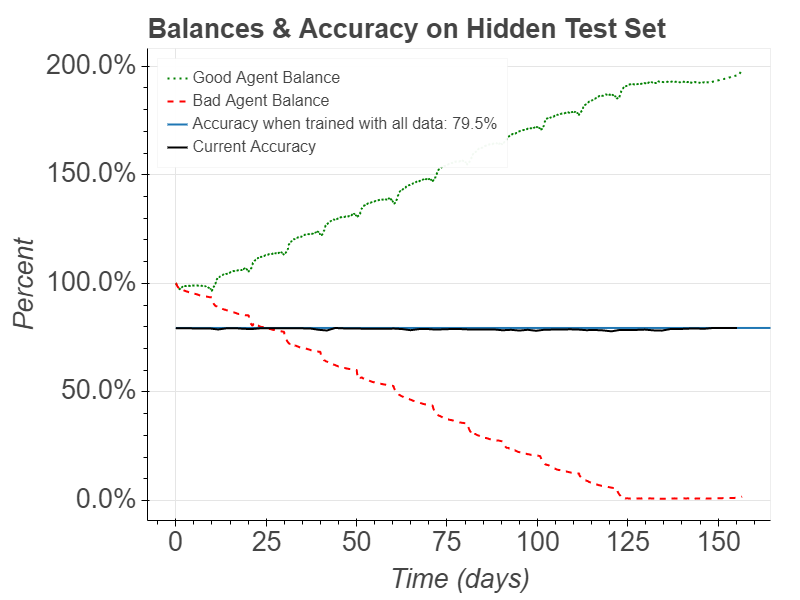 Balances & Accuracy on Hidden Test Set
200.0%
150.0%
100.0%
50.0%
0.0%
Percent
Good Agent Balance
Bad Agent Balance
Accuracy when trained with all data: 79.5%
Current Accuracy
0 25 50 75 100 125 150
Time (days)